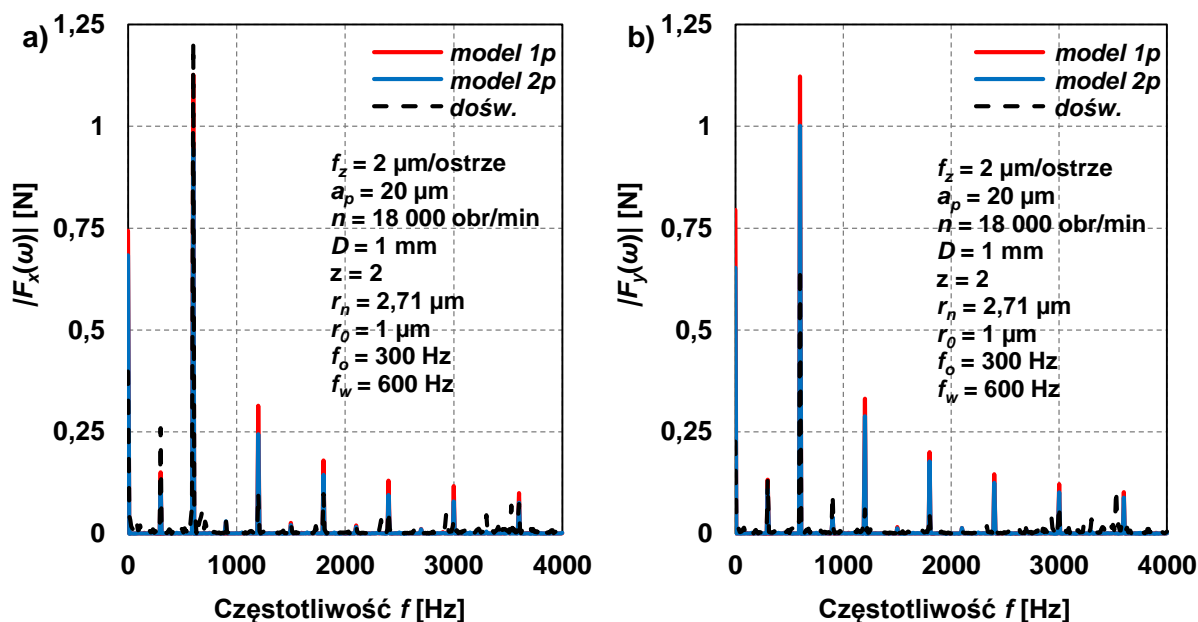 a)
|Fx(ω)| [N]
1,25
1
0,75
0,5
0,25
0
model 1p
model 2p
dośw.
fz = 2 µm/ostrze
ap = 20 µm
n = 18 000 obr/min
D = 1 mm
z = 2
rn = 2,71 µm
r0 = 1 µm
fo = 300 Hz
fw = 600 Hz
0 1000 2000 3000 4000
Częstotliwość f [Hz]
b)
|Fy(ω)| [N]
1,25
1
0,75
0,5
0,25
0
model 1p
model 2p
dośw.
fz = 2 µm/ostrze
ap = 20 µm
n = 18 000 obr/min
D = 1 mm
z = 2
rn = 2,71 µm
r0 = 1 µm
fo = 300 Hz
fw = 600 Hz
0 1000 2000 3000 4000
Częstotliwość f [Hz]